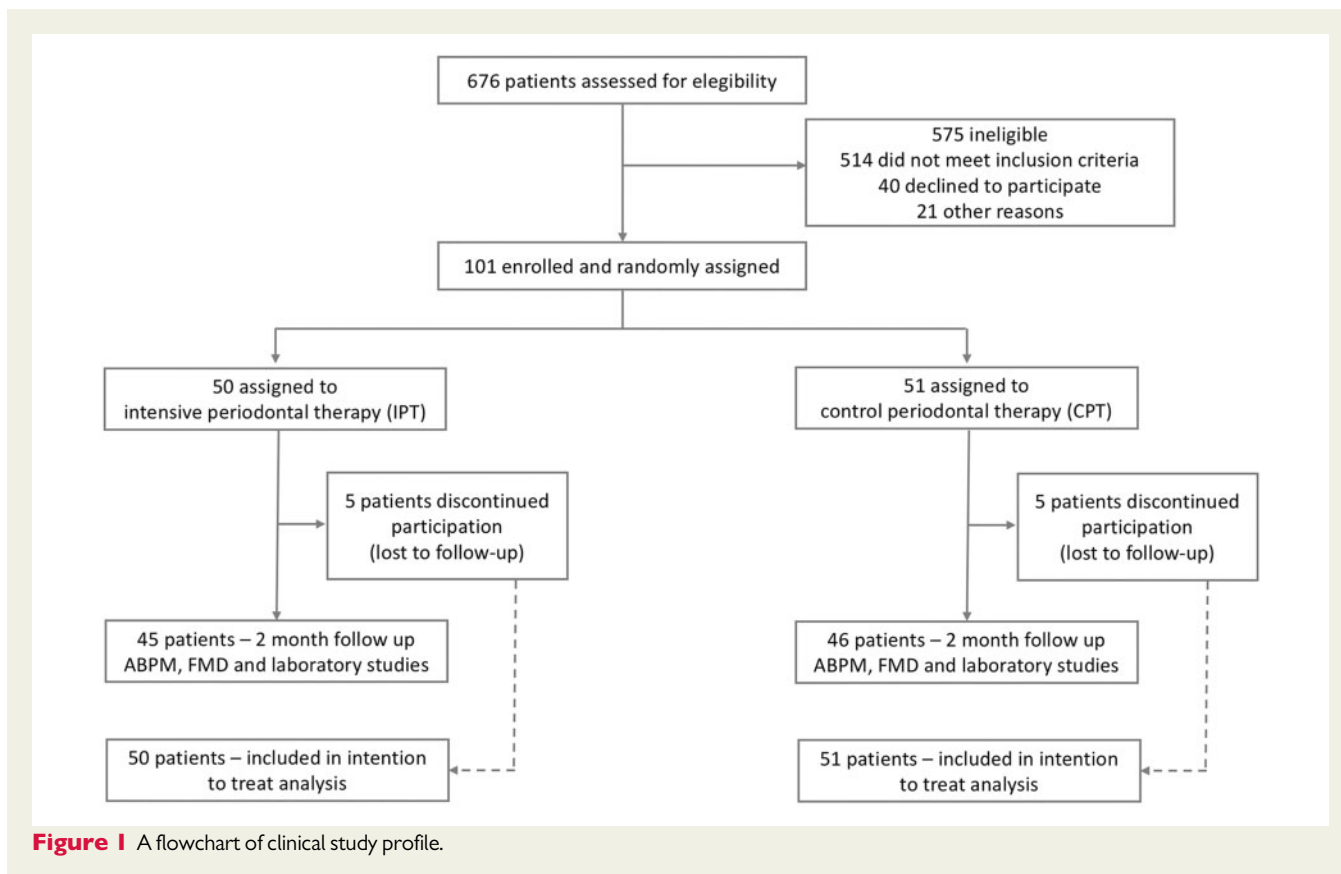 676 patients assessed for elegibility
575 ineligible
514 did not meet inclusion criteria
40 declined to participate
21 other reasons
101 enrolled and randomly assigned
50 assigned to
intensive periodontal therapy (IPT)
51 assigned to
control periodontal therapy (CPT)
5 patients discontinued
participation
(lost to follow-up)
5 patients discontinued
participation
(lost to follow-up)
45 patients – 2 month follow up
ABPM, FMD and laboratory studies
46 patients – 2 month follow up
ABPM, FMD and laboratory studies
50 patients – included in intention
to treat analysis
51 patients – included in intention
to treat analysis
Figure 1 A flowchart of clinical study profile.